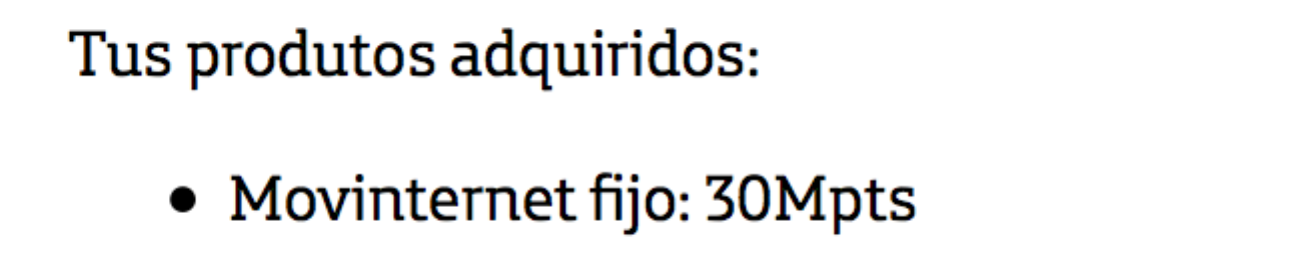 Tus produtos adquiridos:
• Movinternet fijo: 30Mpts